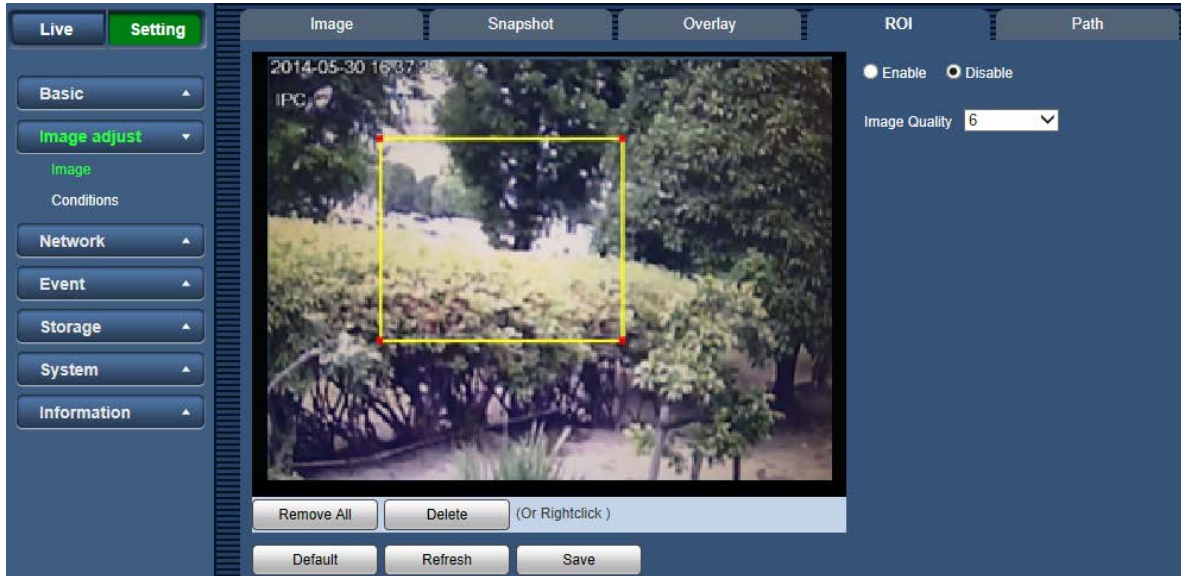 Live Setting
Image Snapshot Overlay ROI Path
Basic
Image adjust
Image
Conditions
Network
Event
Storage
System
Information
2014-05-30 16:37
IPC
Enable Disable
Image Quality 6
Remove All Delete (Or Rightclick )
Default Refresh Save